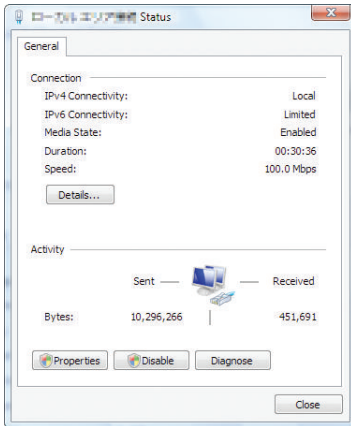 Status
General
Connection
IPv4 Connectivity: Local
IPv6 Connectivity: Limited
Media State: Enabled
Duration: 00:30:36
Speed: 100.0 Mbps
Details...
Activity
Sent Received
Bytes: 10,296,266 451,691
Properties Disable Diagnose
Close